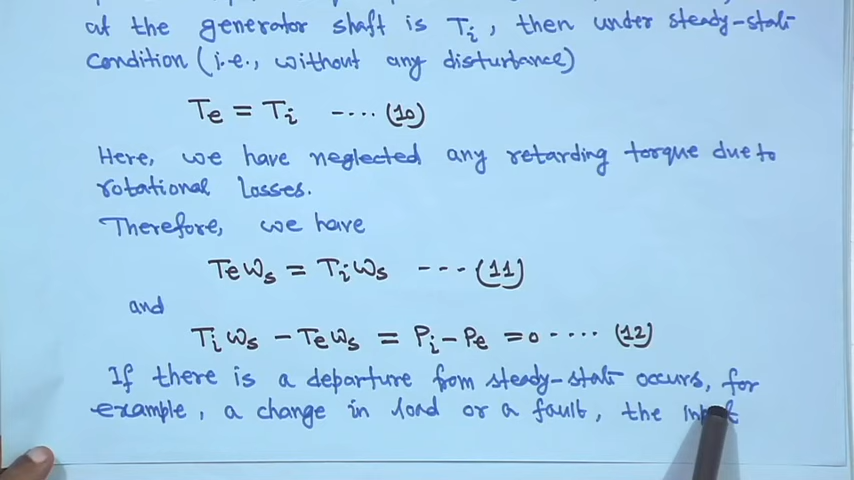 at the generator shaft is Ti, then under steady-stati
condition (i.e., without any disturbance)
Te = Ti ---- (10)
Here, we have neglected any retarding torque due to
rotational losses.
Therefore, we have
Teωs = Tiωs --- (11)
and
Tiωs - Teωs = Pi - Pe = 0 ---- (12)
If there is a departure from steady-stati occurs, for
example, a change in load or a fault, the